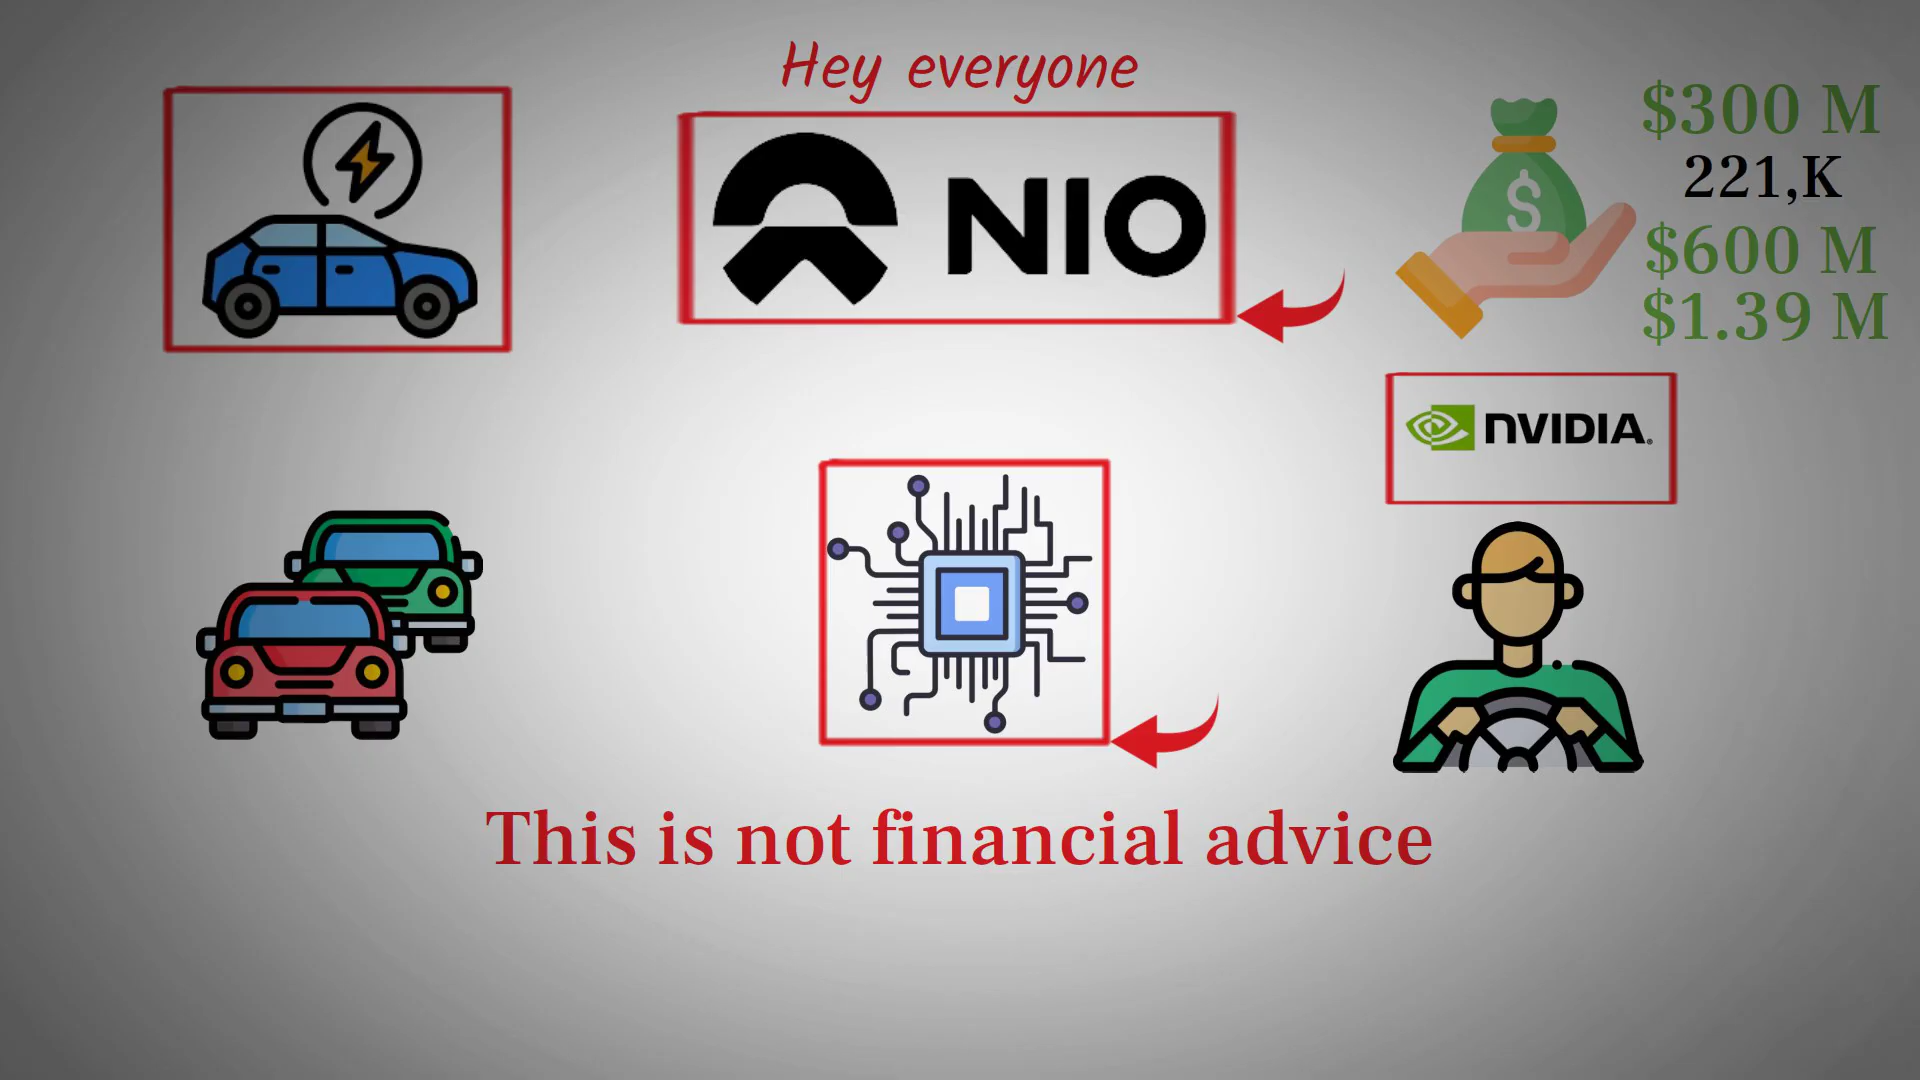 Hey everyone
NIO
$300 M
221,K
$
$600 M
$1.39 M
NVIDIA.
This is not financial advice